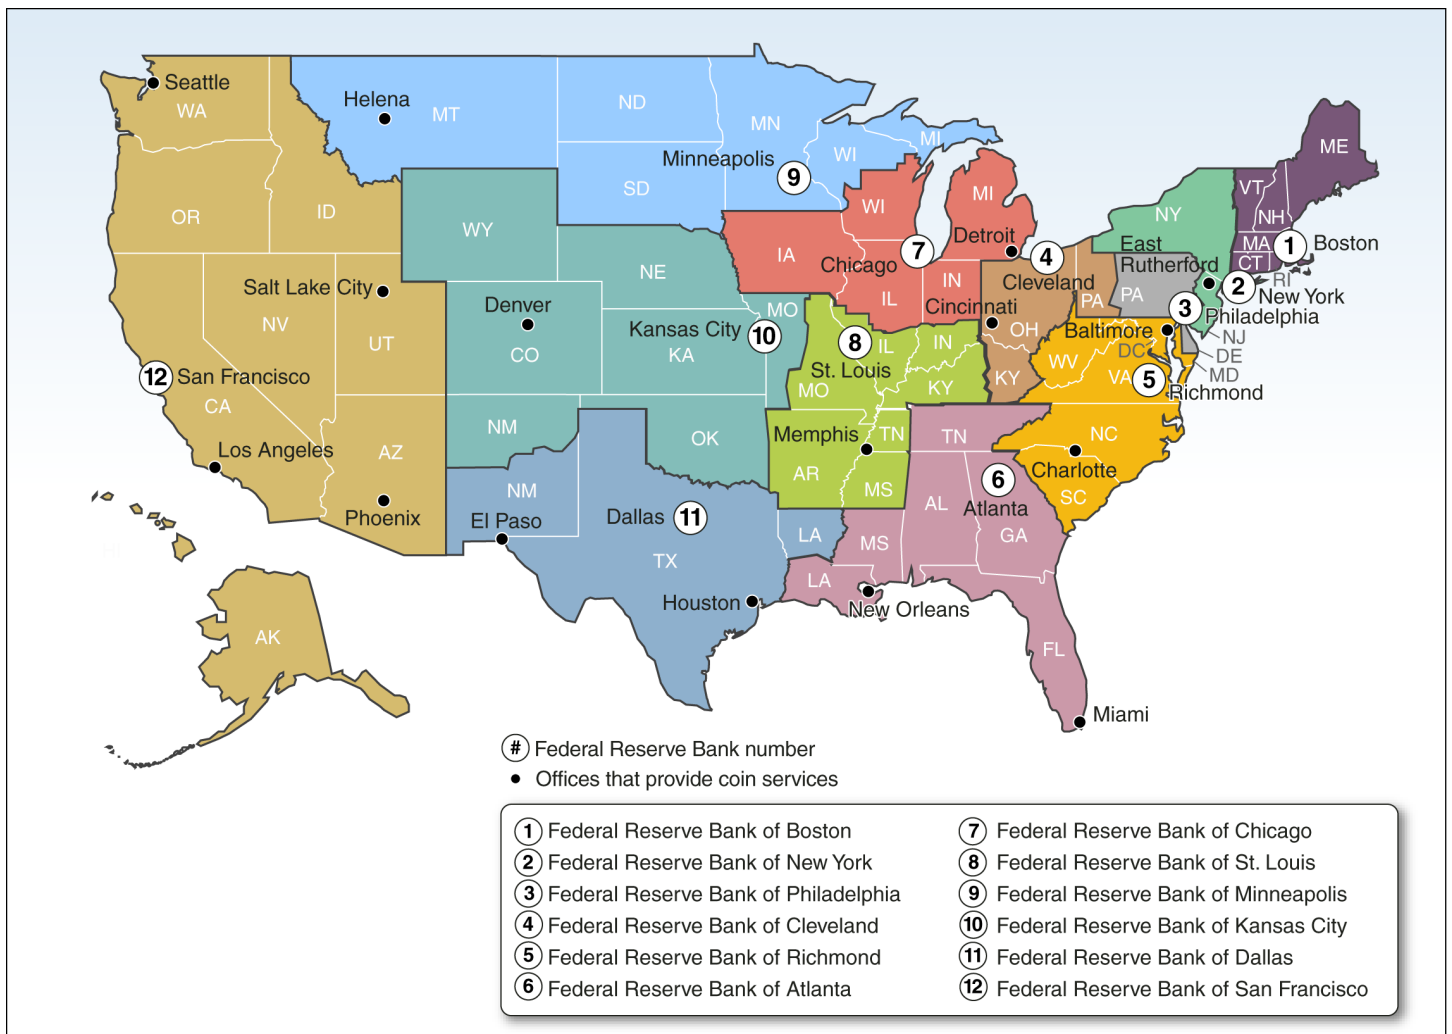 Seattle
WA
Helena
MT
ND
MN
MI
ME
Minneapolis
9
WI
SD
OR
ID
WY
WI
MI
NY
VT
NH
MA
CT
RI
1
Boston
Detroit
4
Cleveland
East
Rutherford
2
New York
IA
Chicago
7
IN
IL
PA
PA
3
Philadelphia
Salt Lake City
NE
MO
Denver
Cincinnati
OH
Baltimore
NJ
DE
MD
DC
NV
UT
CO
Kansas City
10
KA
8
IL
IN
St. Louis
KY
KY
WV
VA
5
Richmond
12
San Francisco
CA
MO
Los Angeles
AZ
NM
OK
Memphis
TN
TN
NC
Charlotte
SC
AR
MS
6
Atlanta
AL
GA
Phoenix
NM
El Paso
Dallas
11
TX
LA
MS
LA
New Orleans
Houston
AK
FL
Miami
# Federal Reserve Bank number
Offices that provide coin services
1 Federal Reserve Bank of Boston
2 Federal Reserve Bank of New York
3 Federal Reserve Bank of Philadelphia
4 Federal Reserve Bank of Cleveland
5 Federal Reserve Bank of Richmond
6 Federal Reserve Bank of Atlanta
7 Federal Reserve Bank of Chicago
8 Federal Reserve Bank of St. Louis
9 Federal Reserve Bank of Minneapolis
10 Federal Reserve Bank of Kansas City
11 Federal Reserve Bank of Dallas
12 Federal Reserve Bank of San Francisco